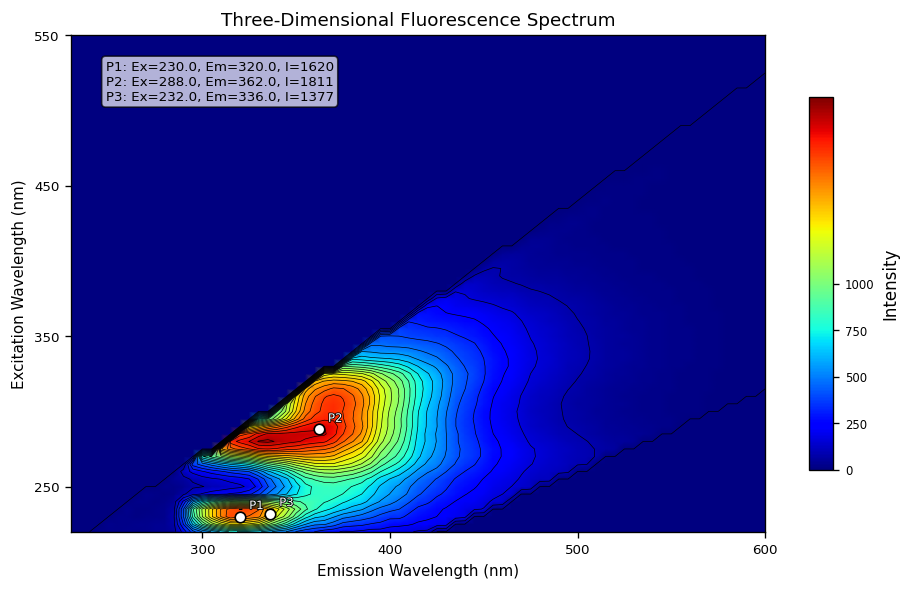 Three-Dimensional Fluorescence Spectrum
550
450
350
250
Excitation Wavelength (nm)
P1: Ex=230.0, Em=320.0, I=1620
P2: Ex=288.0, Em=362.0, I=1811
P3: Ex=232.0, Em=336.0, I=1377
P2
P1
P3
300
400
500
600
Emission Wavelength (nm)
1000
750
500
250
0
Intensity